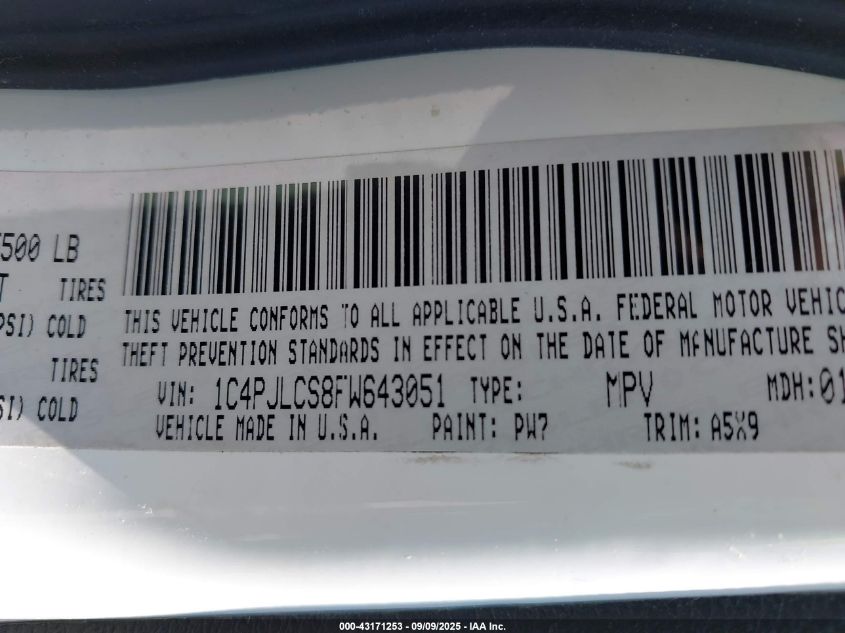 500 LB
TIRES
PSI) COLD
TIRES
SI) COLD
THIS VEHICLE CONFORMS TO ALL APPLICABLE U.S.A. FEDERAL MOTOR VEHIC
THEFT PREVENTION STANDARDS IN EFFECT ON THE DATE OF MANUFACTURE SH
VIN: 1C4PJLCS8FW643051 TYPE: MPV MDH:01
VEHICLE MADE IN U.S.A. PAINT: PW7 TRIM: A5X9
000-43171253 - 09/09/2025 - IAA Inc.